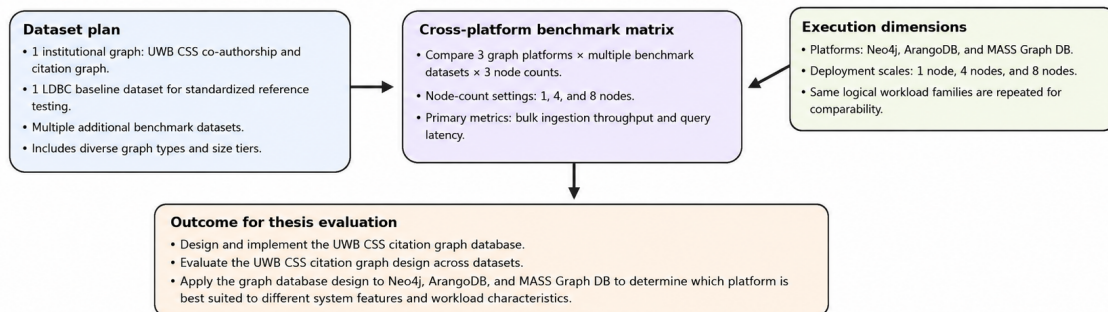 Dataset plan
• 1 institutional graph: UWB CSS co-authorship and
citation graph.
• 1 LDBC baseline dataset for standardized reference
testing.
• Multiple additional benchmark datasets.
• Includes diverse graph types and size tiers.
Cross-platform benchmark matrix
• Compare 3 graph platforms × multiple benchmark
datasets × 3 node counts.
• Node-count settings: 1, 4, and 8 nodes.
• Primary metrics: bulk ingestion throughput and query
latency.
Execution dimensions
• Platforms: Neo4j, ArangoDB, and MASS Graph DB.
• Deployment scales: 1 node, 4 nodes, and 8 nodes.
• Same logical workload families are repeated for
comparability.
Outcome for thesis evaluation
• Design and implement the UWB CSS citation graph database.
• Evaluate the UWB CSS citation graph design across datasets.
• Apply the graph database design to Neo4j, ArangoDB, and MASS Graph DB to determine which platform is
best suited to different system features and workload characteristics.